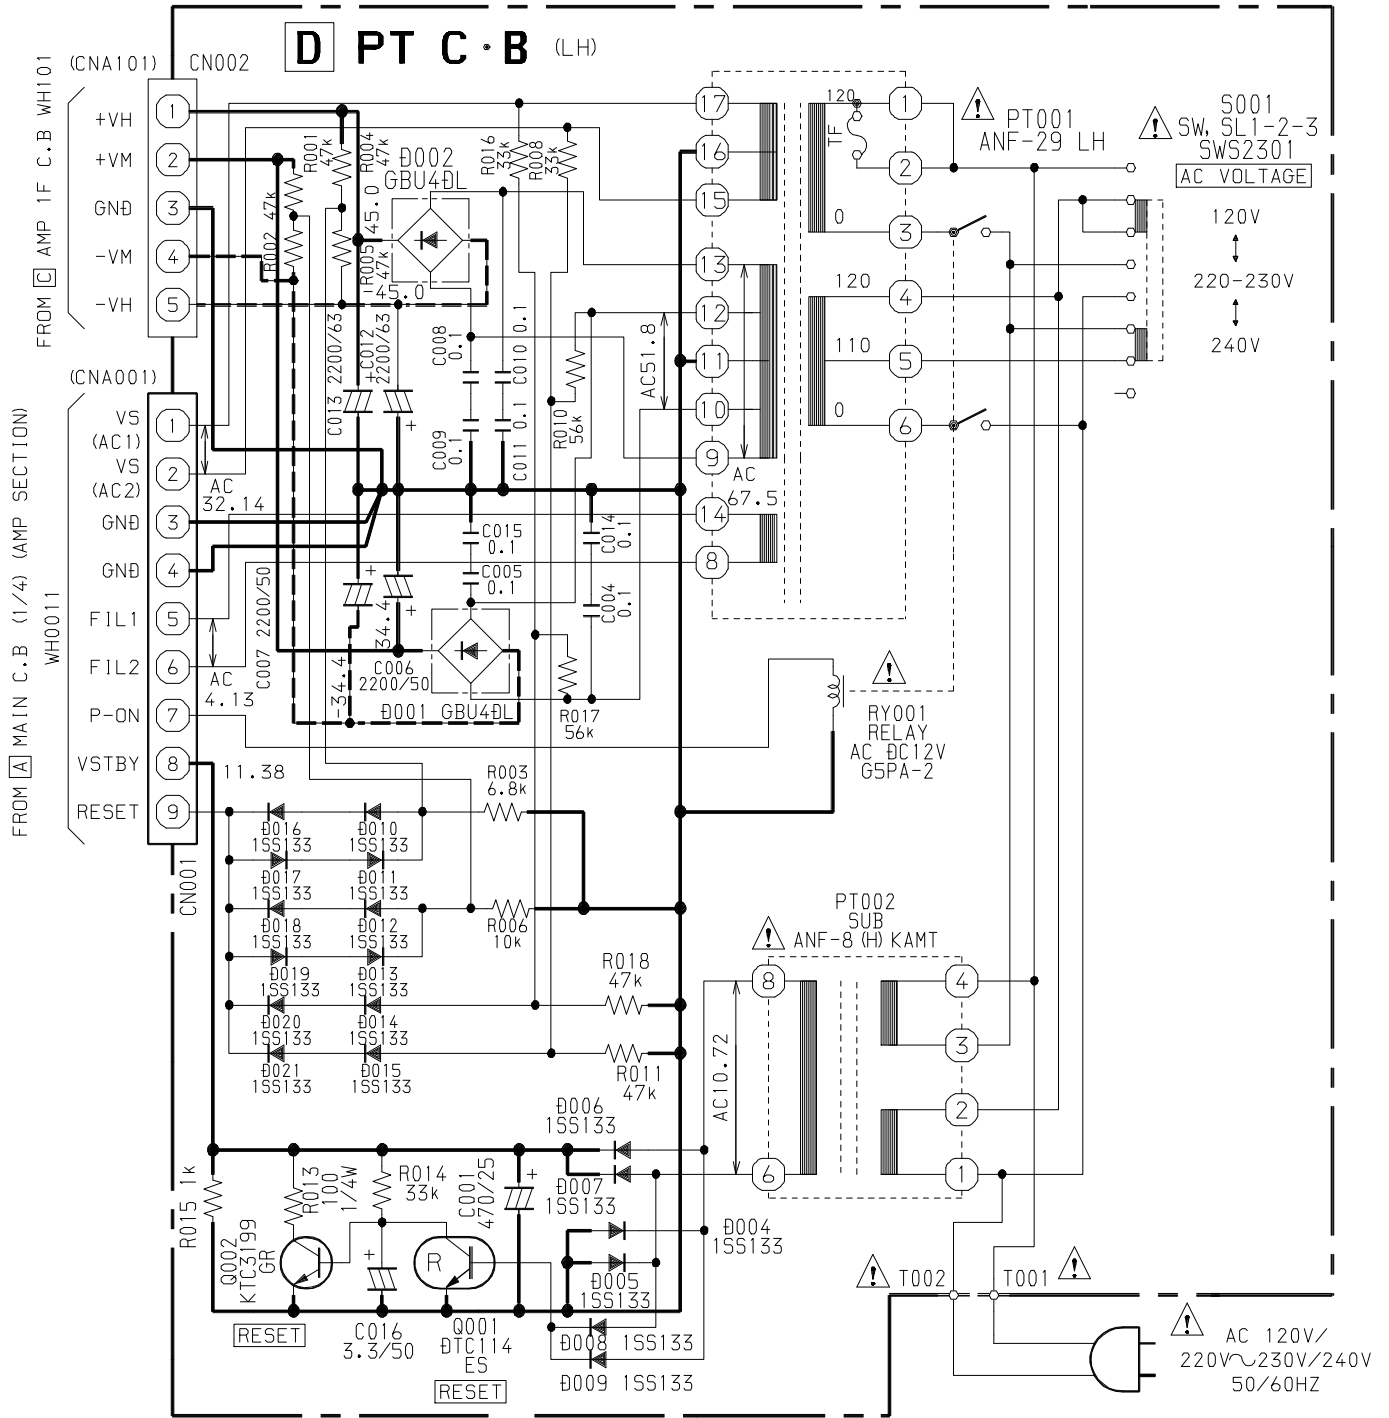 D PT C·B (LH)
(CNA101) CN002
FROM C AMP 1F C.B WH101
+VH 1
+VM 2
GND 3
-VM 4
-VH 5
(CNA001)
FROM A MAIN C.B (1/4) (AMP SECTION)
WH0011
VS (AC1) 1
VS (AC2) 2
GND 3
GND 4
FIL1 5
FIL2 6
P-ON 7
VSTBY 8
RESET 9
CN001
AC
32.14
AC
4.13
11.38
R001
47k
R004
47k
R002 47k
R005
47k
45.0
-45.0
D002
GBU4DL
R016
33k
R008
33k
C013 2200/63
C012
2200/63
+
+
C008
0.1
C010 0.1
C009
0.1
C011 0.1
R010
56k
C015
0.1
C005
0.1
C014
0.1
C004
0.1
C007 2200/50
+
+
34.4
-34.4
C006
2200/50
D001 GBU4DL
R017
56k
17
16
15
13
12
11
10
9
14
8
AC51.8
AC
67.5
120
TF
0
120
110
0
1
2
3
4
5
6
PT001
ANF-29 LH
S001
SW, SL1-2-3
SWS2301
AC VOLTAGE
120V
220-230V
240V
RY001
RELAY
AC DC12V
G5PA-2
R003
6.8k
R006
10k
D016
1SS133
D010
1SS133
D017
1SS133
D011
1SS133
D018
1SS133
D012
1SS133
D019
1SS133
D013
1SS133
D020
1SS133
D014
1SS133
D021
1SS133
D015
1SS133
R018
47k
R011
47k
PT002
SUB
ANF-8 (H) KAMT
8
6
AC10.72
4
3
2
1
D006
1SS133
D007
1SS133
D004
1SS133
D005
1SS133
D008 1SS133
D009 1SS133
R015 1k
R013
100
1/4W
R014
33k
C001
470/25
+
Q002
KTC3199
GR
RESET
+
C016
3.3/50
R
Q001
DTC114
ES
RESET
T002
T001
AC 120V/
220V～230V/240V
50/60HZ